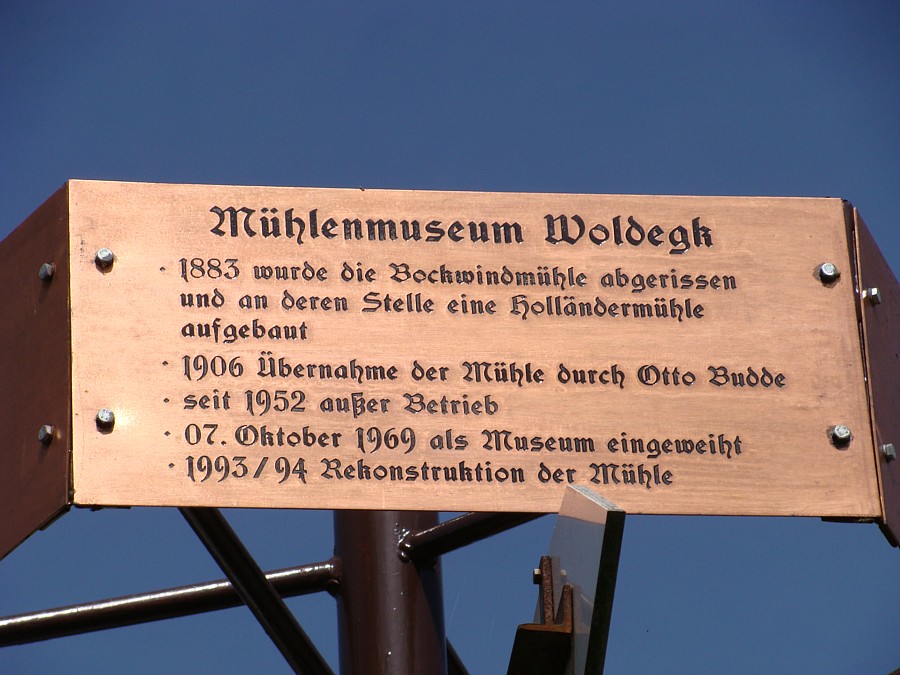 Mühlenmuseum Woldegk
· 1883 wurde die Bockwindmühle abgerissen
und an deren Stelle eine Holländermühle
aufgebaut
· 1906 Übernahme der Mühle durch Otto Budde
· seit 1952 außer Betrieb
· 07. Oktober 1969 als Museum eingeweiht
· 1993/94 Rekonstruktion der Mühle